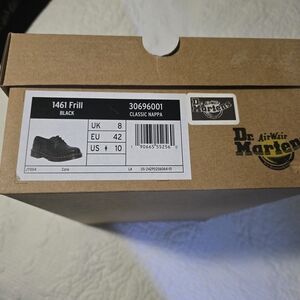 1461 Frill
BLACK
30696001
CLASSIC NAPPA
UK 8
EU 42
US 10
Dr. AirWair
Martens
Dr.
Martens